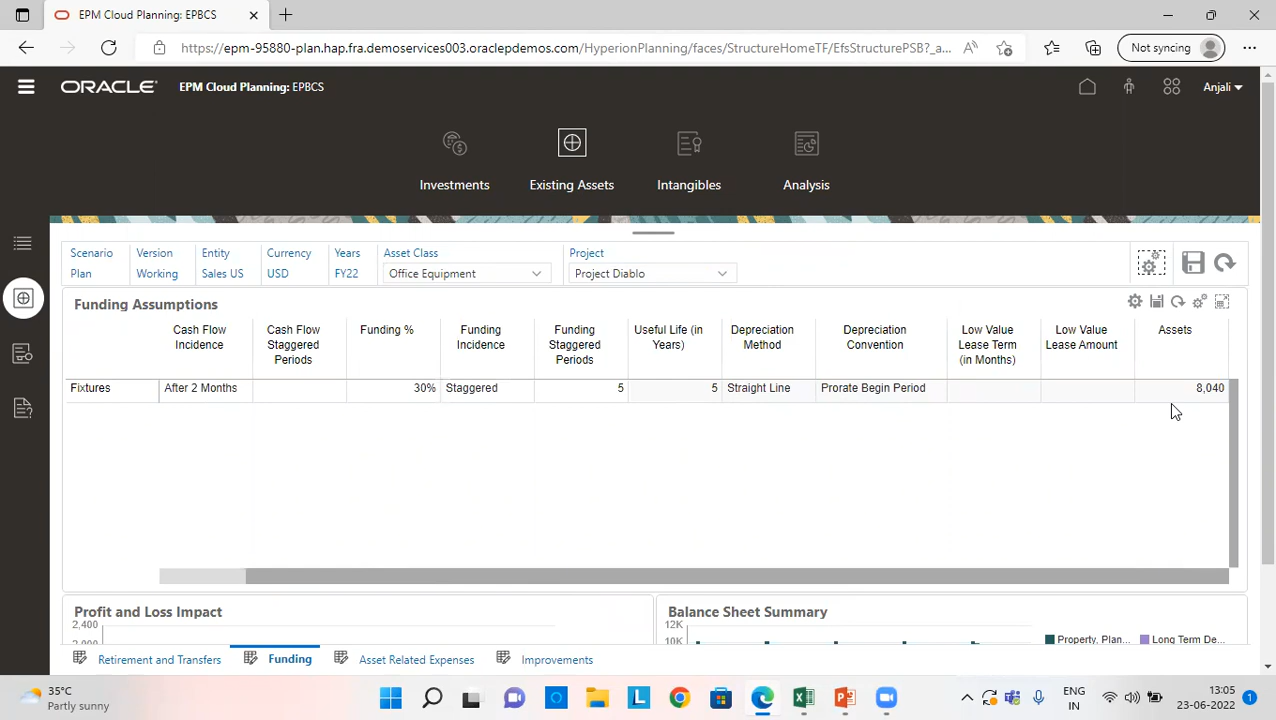 EPM Cloud Planning: EPBCS
https://epm-95880-plan.hap.fra.demoservices003.oraclepdemos.com/HyperionPlanning/faces/StructureHomeTF/EfsStructurePSB?_a...
Not syncing
ORACLE
EPM Cloud Planning: EPBCS
Anjali
Investments
Existing Assets
Intangibles
Analysis
Scenario Version Entity Currency Years Asset Class Project
Plan Working Sales US USD FY22 Office Equipment Project Diablo
Funding Assumptions
Cash Flow Incidence
Cash Flow Staggered Periods
Funding %
Funding Incidence
Funding Staggered Periods
Useful Life (in Years)
Depreciation Method
Depreciation Convention
Low Value Lease Term (in Months)
Low Value Lease Amount
Assets
Fixtures After 2 Months 30% Staggered 5 5 Straight Line Prorate Begin Period 8,040
Profit and Loss Impact
2,400
Balance Sheet Summary
12K
10K
Property, Plan...
Long Term De...
Retirement and Transfers
Funding
Asset Related Expenses
Improvements
35°C
Partly sunny
ENG
IN
13:05
23-06-2022
1